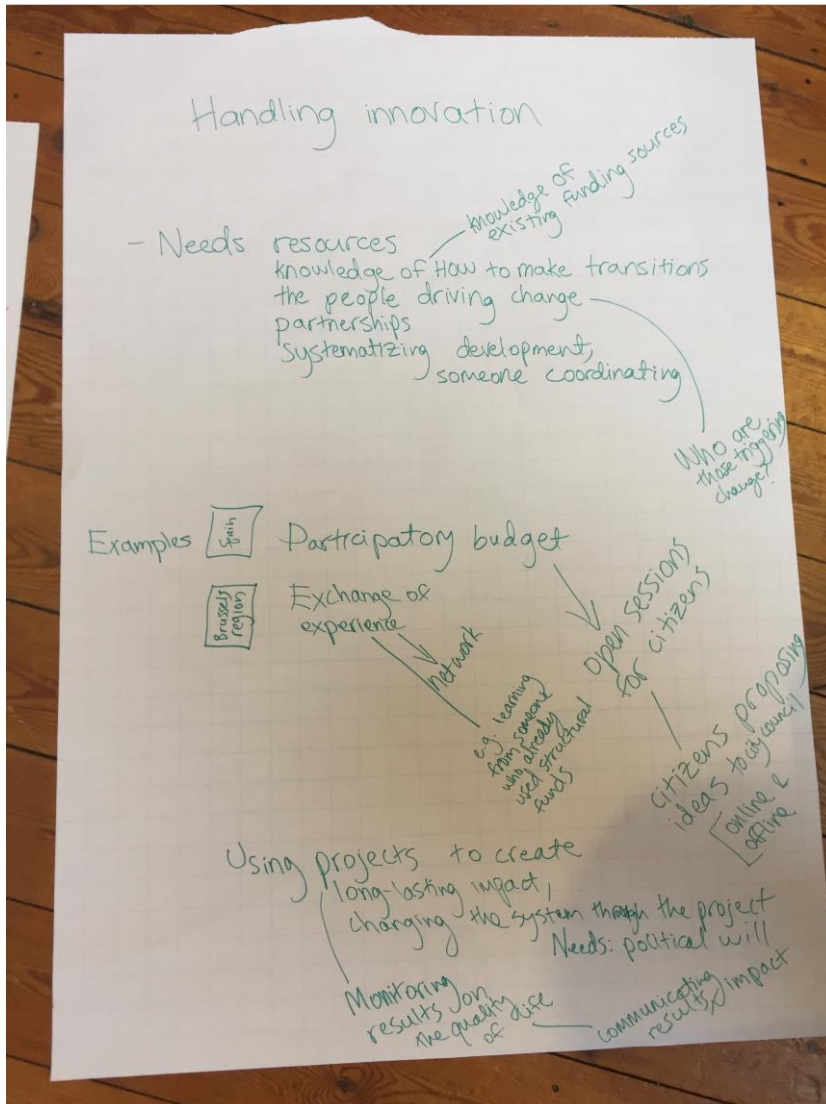 Handling innovation
knowledge of
existing funding sources
- Needs resources
knowledge of How to make transitions
the people driving change
partnerships
systematizing development,
someone coordinating
Who are
those triggering
change?
Examples
Spain
Participatory budget
Brussels
region
Exchange of
experience
network
e.g. learning
from someone
who already
used structural
funds
open sessions
for citizens
citizens proposing
ideas to city council
online &
offline
Using projects to create
long-lasting impact,
changing the system through the project
Needs: political will
Monitoring
results on
the quality
of life
communicating
results, impact